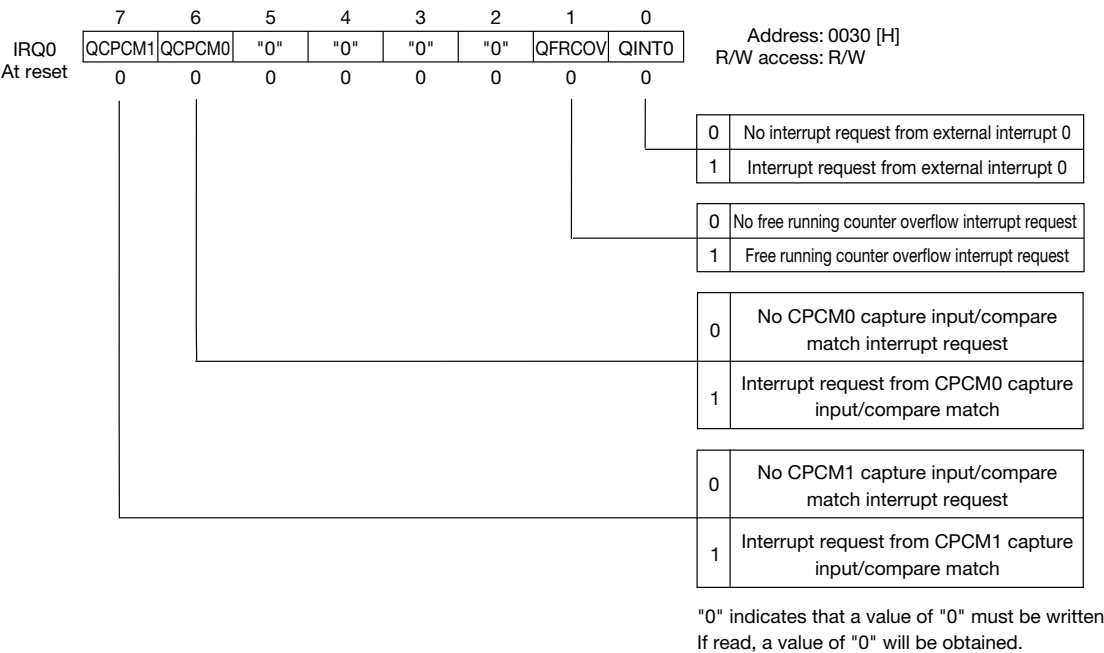 7 6 5 4 3 2 1 0
IRQ0 QCPCM1 QCPCM0 "0" "0" "0" "0" QFRCOV QINT0
At reset 0 0 0 0 0 0 0 0
Address: 0030 [H]
R/W access: R/W
0 No interrupt request from external interrupt 0
1 Interrupt request from external interrupt 0
0 No free running counter overflow interrupt request
1 Free running counter overflow interrupt request
0 No CPCM0 capture input/compare
match interrupt request
1 Interrupt request from CPCM0 capture
input/compare match
0 No CPCM1 capture input/compare
match interrupt request
1 Interrupt request from CPCM1 capture
input/compare match
"0" indicates that a value of "0" must be written
If read, a value of "0" will be obtained.